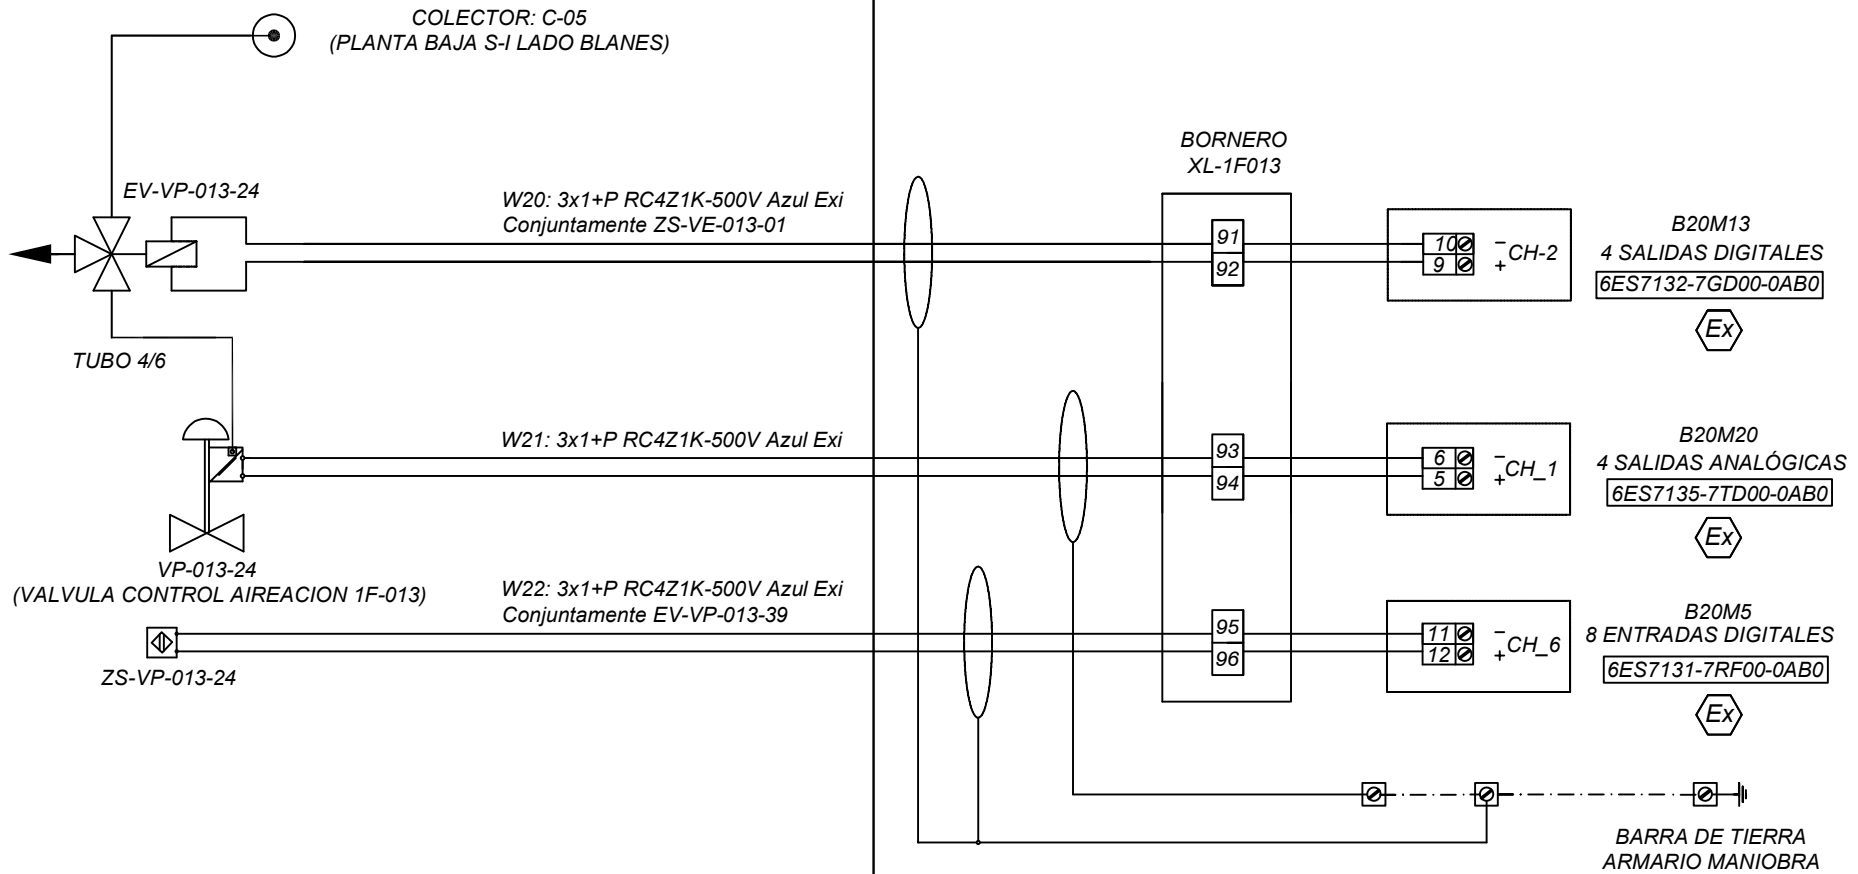 COLECTOR: C-05
(PLANTA BAJA S-I LADO BLANES)
BORNERO
XL-1F013
EV-VP-013-24
W20: 3x1+P RC4Z1K-500V Azul Exi
Conjuntamente ZS-VE-013-01
91
92
10
9
−
+
CH-2
B20M13
4 SALIDAS DIGITALES
6ES7132-7GD00-0AB0
Ex
TUBO 4/6
W21: 3x1+P RC4Z1K-500V Azul Exi
93
94
6
5
−
+
CH_1
B20M20
4 SALIDAS ANALÓGICAS
6ES7135-7TD00-0AB0
Ex
VP-013-24
(VALVULA CONTROL AIREACION 1F-013)
W22: 3x1+P RC4Z1K-500V Azul Exi
Conjuntamente EV-VP-013-39
95
96
11
12
−
+
CH_6
B20M5
8 ENTRADAS DIGITALES
6ES7131-7RF00-0AB0
Ex
ZS-VP-013-24
BARRA DE TIERRA
ARMARIO MANIOBRA